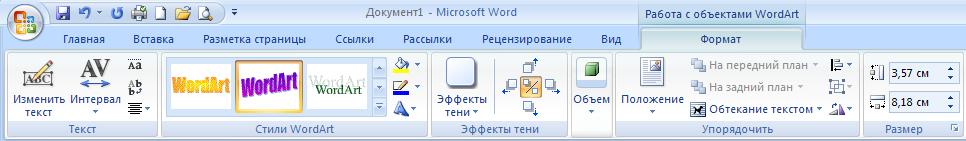 Документ1 - Microsoft Word
Работа с объектами WordArt
Главная Вставка Разметка страницы Ссылки Рассылки Рецензирование Вид Формат
Изменить текст
AV Интервал
Aa
WordArt WordArt WordArt
Эффекты тени
Объем
Положение
На передний план
На задний план
Обтекание текстом
3,57 см
8,18 см
Текст Стили WordArt Эффекты тени Упорядочить Размер